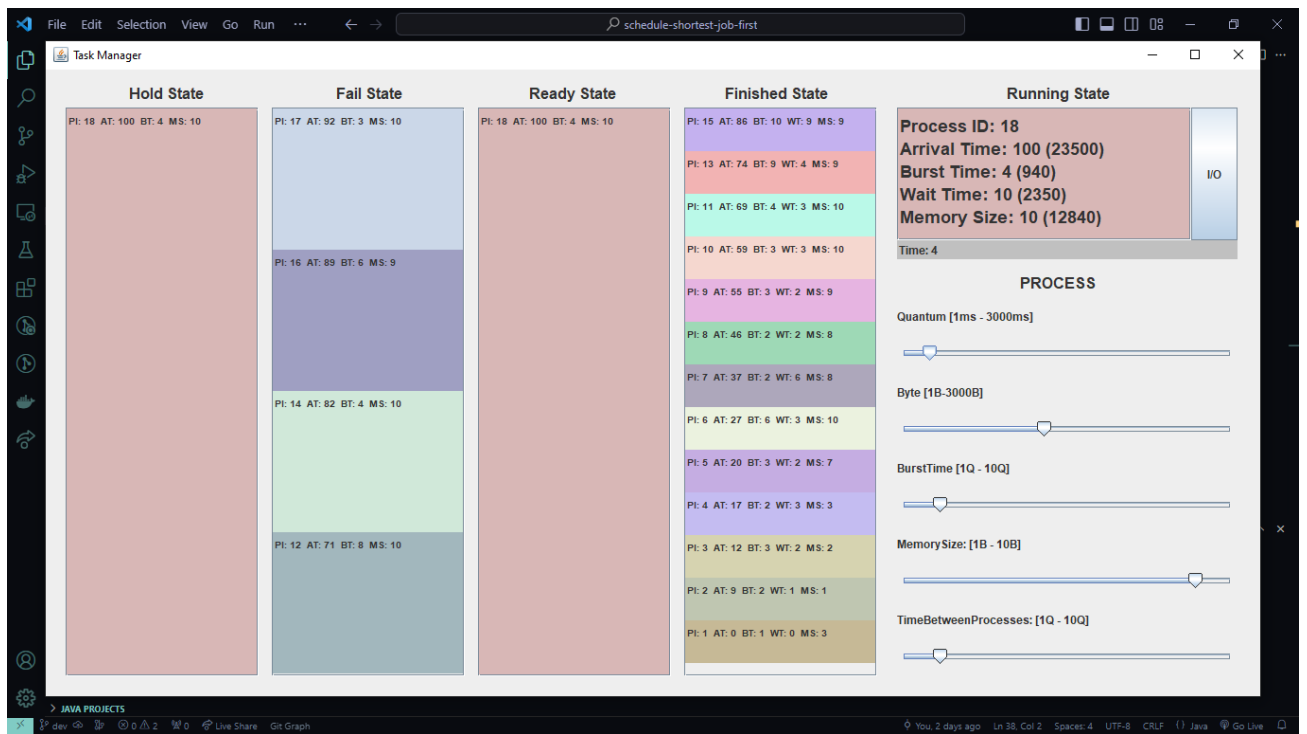 File Edit Selection View Go Run ··· schedule-shortest-job-first
Task Manager
Hold State
PI: 18 AT: 100 BT: 4 MS: 10
Fail State
PI: 17 AT: 92 BT: 3 MS: 10
PI: 16 AT: 89 BT: 6 MS: 9
PI: 14 AT: 82 BT: 4 MS: 10
PI: 12 AT: 71 BT: 8 MS: 10
Ready State
PI: 18 AT: 100 BT: 4 MS: 10
Finished State
PI: 15 AT: 86 BT: 10 WT: 9 MS: 9
PI: 13 AT: 74 BT: 9 WT: 4 MS: 9
PI: 11 AT: 69 BT: 4 WT: 3 MS: 10
PI: 10 AT: 59 BT: 3 WT: 3 MS: 10
PI: 9 AT: 55 BT: 3 WT: 2 MS: 9
PI: 8 AT: 46 BT: 2 WT: 2 MS: 8
PI: 7 AT: 37 BT: 2 WT: 6 MS: 8
PI: 6 AT: 27 BT: 6 WT: 3 MS: 10
PI: 5 AT: 20 BT: 3 WT: 2 MS: 7
PI: 4 AT: 17 BT: 2 WT: 3 MS: 3
PI: 3 AT: 12 BT: 3 WT: 2 MS: 2
PI: 2 AT: 9 BT: 2 WT: 1 MS: 1
PI: 1 AT: 0 BT: 1 WT: 0 MS: 3
Running State
Process ID: 18
Arrival Time: 100 (23500)
Burst Time: 4 (940)
Wait Time: 10 (2350)
Memory Size: 10 (12840)
I/O
Time: 4
PROCESS
Quantum [1ms - 3000ms]
Byte [1B-3000B]
BurstTime [1Q - 10Q]
MemorySize: [1B - 10B]
TimeBetweenProcesses: [1Q - 10Q]
JAVA PROJECTS
dev 0 2 0 Live Share Git Graph You, 2 days ago Ln 38, Col 2 Spaces: 4 UTF-8 CRLF {} Java Go Live